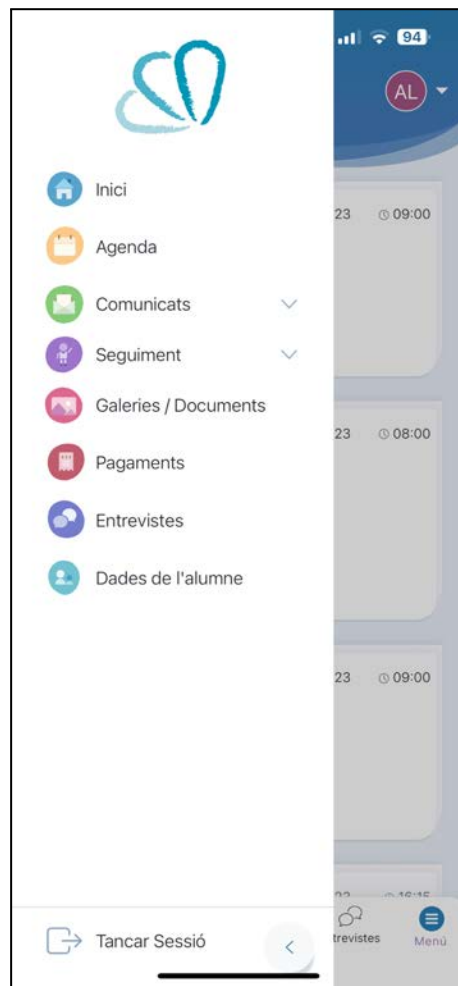 94
AL
Inici
23 09:00
Agenda
Comunicats
Seguiment
Galeries / Documents
23 08:00
Pagaments
Entrevistes
Dades de l'alumne
23 09:00
Tancar Sessió
trevistes
Menú